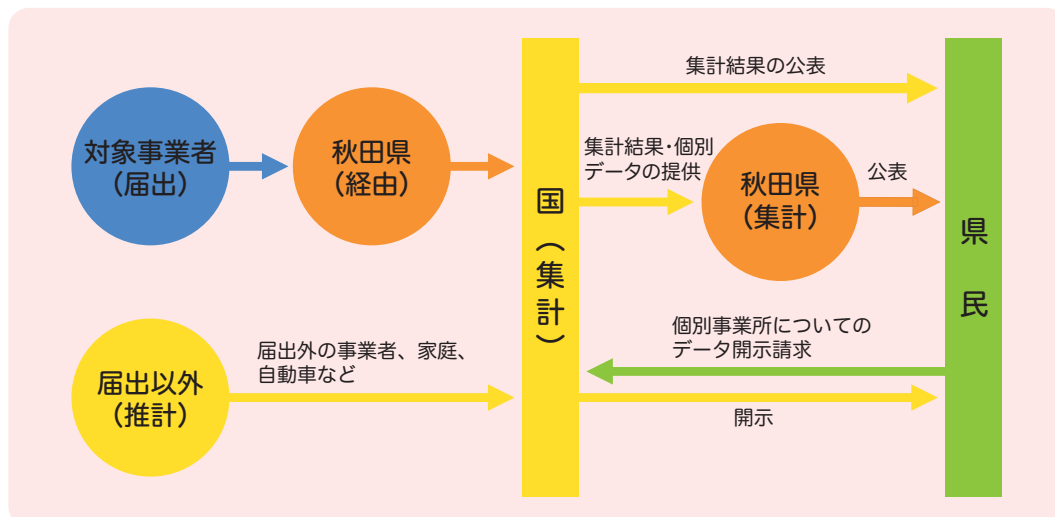 対象事業者
（届出）
秋田県
（経由）
国（集計）
集計結果の公表
集計結果・個別
データの提供
秋田県
（集計）
公表
県民
届出以外
（推計）
届出外の事業者、家庭、
自動車など
個別事業所についての
データ開示請求
開示